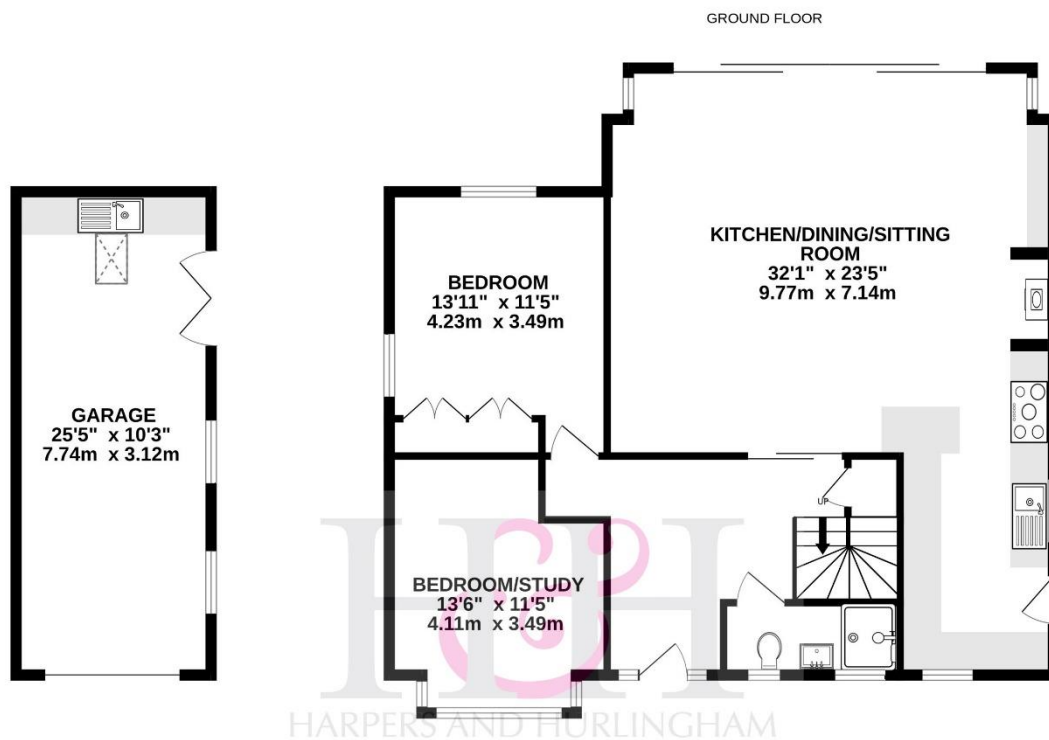 GROUND FLOOR
KITCHEN/DINING/SITTING
ROOM
32'1" x 23'5"
9.77m x 7.14m
BEDROOM
13'11" x 11'5"
4.23m x 3.49m
GARAGE
25'5" x 10'3"
7.74m x 3.12m
UP
BEDROOM/STUDY
13'6" x 11'5"
4.11m x 3.49m
H&H
HARPERS AND HURLINGHAM